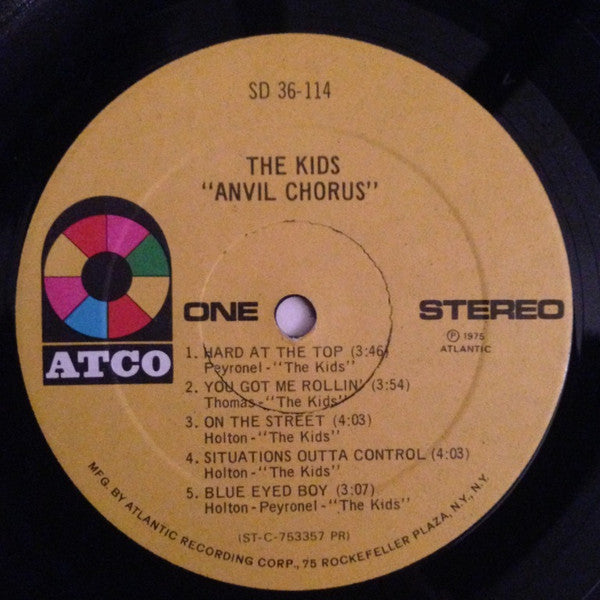 SD 36-114
THE KIDS
"ANVIL CHORUS"
ATCO
ONE
STEREO
Ⓟ 1975
ATLANTIC
1. HARD AT THE TOP (3:46)
Peyronel-"The Kids"
2. YOU GOT ME ROLLIN' (3:54)
Thomas-"The Kids"
3. ON THE STREET (4:03)
Holton-"The Kids"
4. SITUATIONS OUTTA CONTROL (4:03)
Holton-"The Kids"
5. BLUE EYED BOY (3:07)
Holton-Peyronel-"The Kids"
(ST-C-753357 PR)
MFG. BY ATLANTIC RECORDING CORP., 75 ROCKEFELLER PLAZA, N.Y., N.Y.